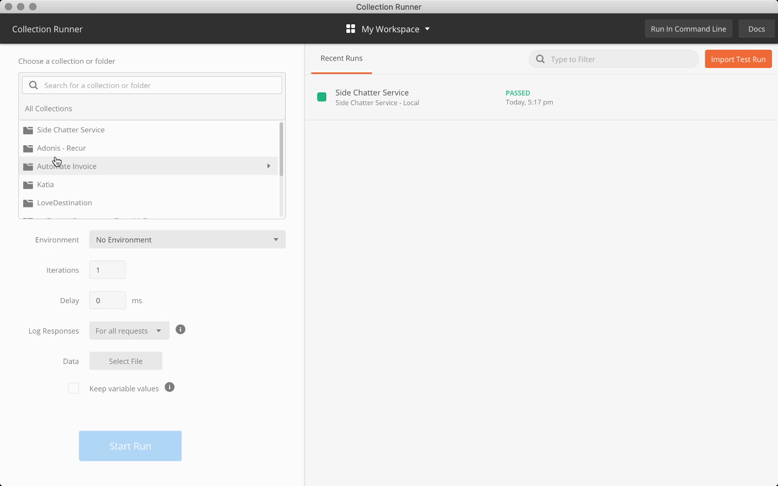 Collection Runner
Collection Runner
My Workspace
Run In Command Line
Docs
Choose a collection or folder
Search for a collection or folder
All Collections
Side Chatter Service
Adonis - Recur
Automate Invoice
Katia
LoveDestination
Environment
No Environment
Iterations
1
Delay
0
ms
Log Responses
For all requests
Data
Select File
Keep variable values
Start Run
Recent Runs
Type to Filter
Import Test Run
Side Chatter Service
PASSED
Side Chatter Service - Local
Today, 5:17 pm